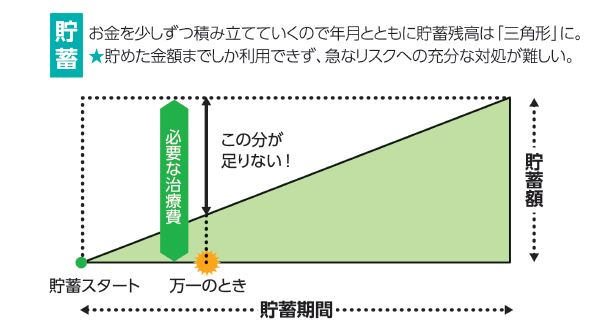 貯蓄
お金を少しずつ積み立てていくので年月とともに貯蓄残高は「三角形」に。
★貯めた金額までしか利用できず、急なリスクへの充分な対処が難しい。
必要な治療費
この分が
足りない！
貯蓄額
貯蓄スタート
万一のとき
貯蓄期間